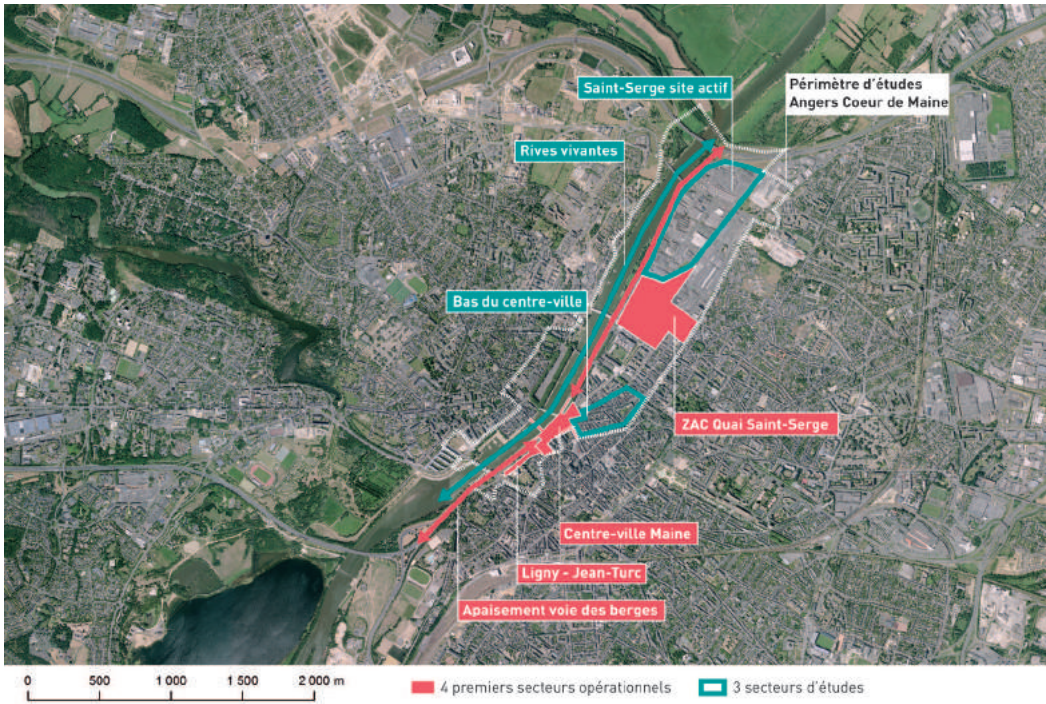 Saint-Serge site actif
Périmètre d'études
Angers Coeur de Maine
Rives vivantes
Bas du centre-ville
ZAC Quai Saint-Serge
Centre-ville Maine
Ligny - Jean-Turc
Apaisement voie des berges
0 500 1 000 1 500 2 000 m
4 premiers secteurs opérationnels
3 secteurs d'études